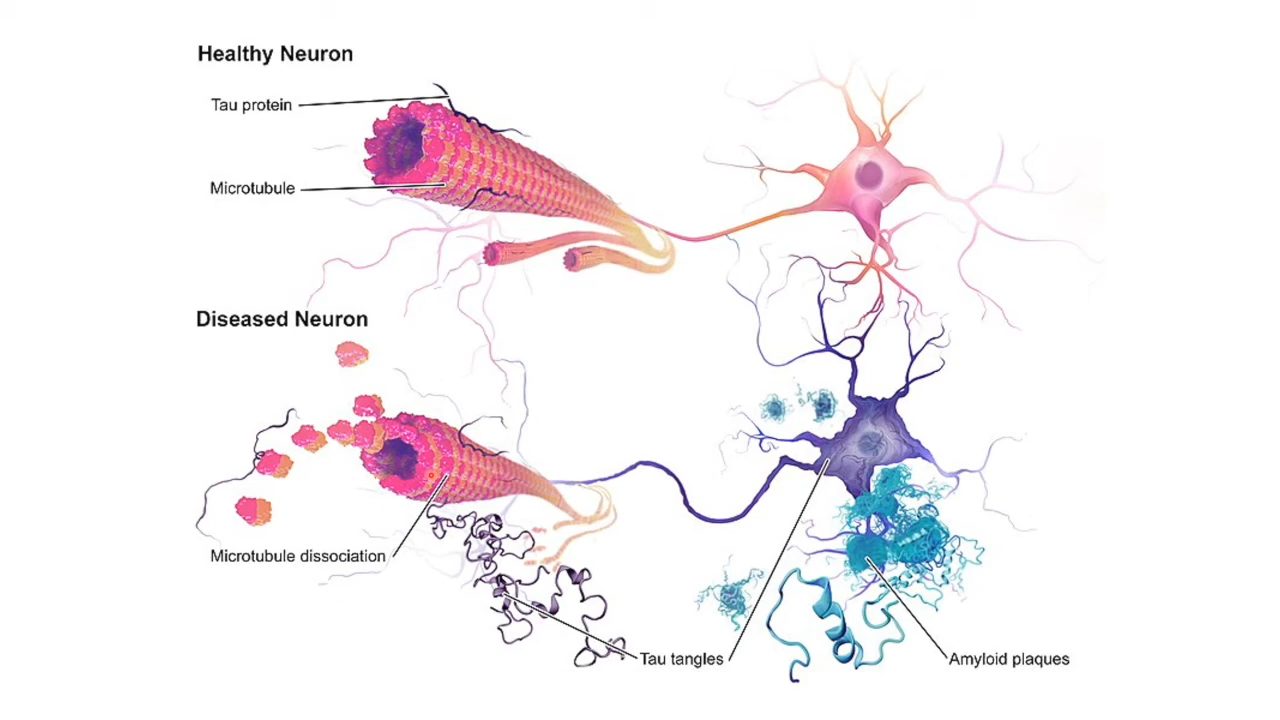 Healthy Neuron
Tau protein
Microtubule
Diseased Neuron
Microtubule dissociation
Tau tangles
Amyloid plaques